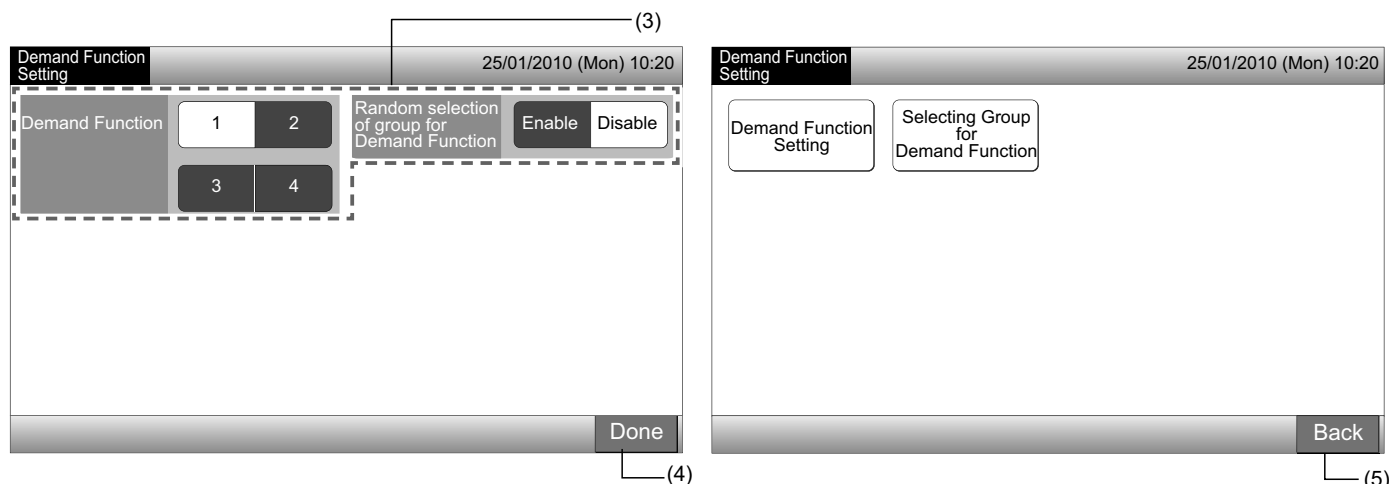 (3)
Demand Function
Setting
25/01/2010 (Mon) 10:20
Demand Function
1
2
3
4
Random selection
of group for
Demand Function
Enable
Disable
Done
(4)
Demand Function
Setting
25/01/2010 (Mon) 10:20
Demand Function
Setting
Selecting Group
for
Demand Function
Back
(5)